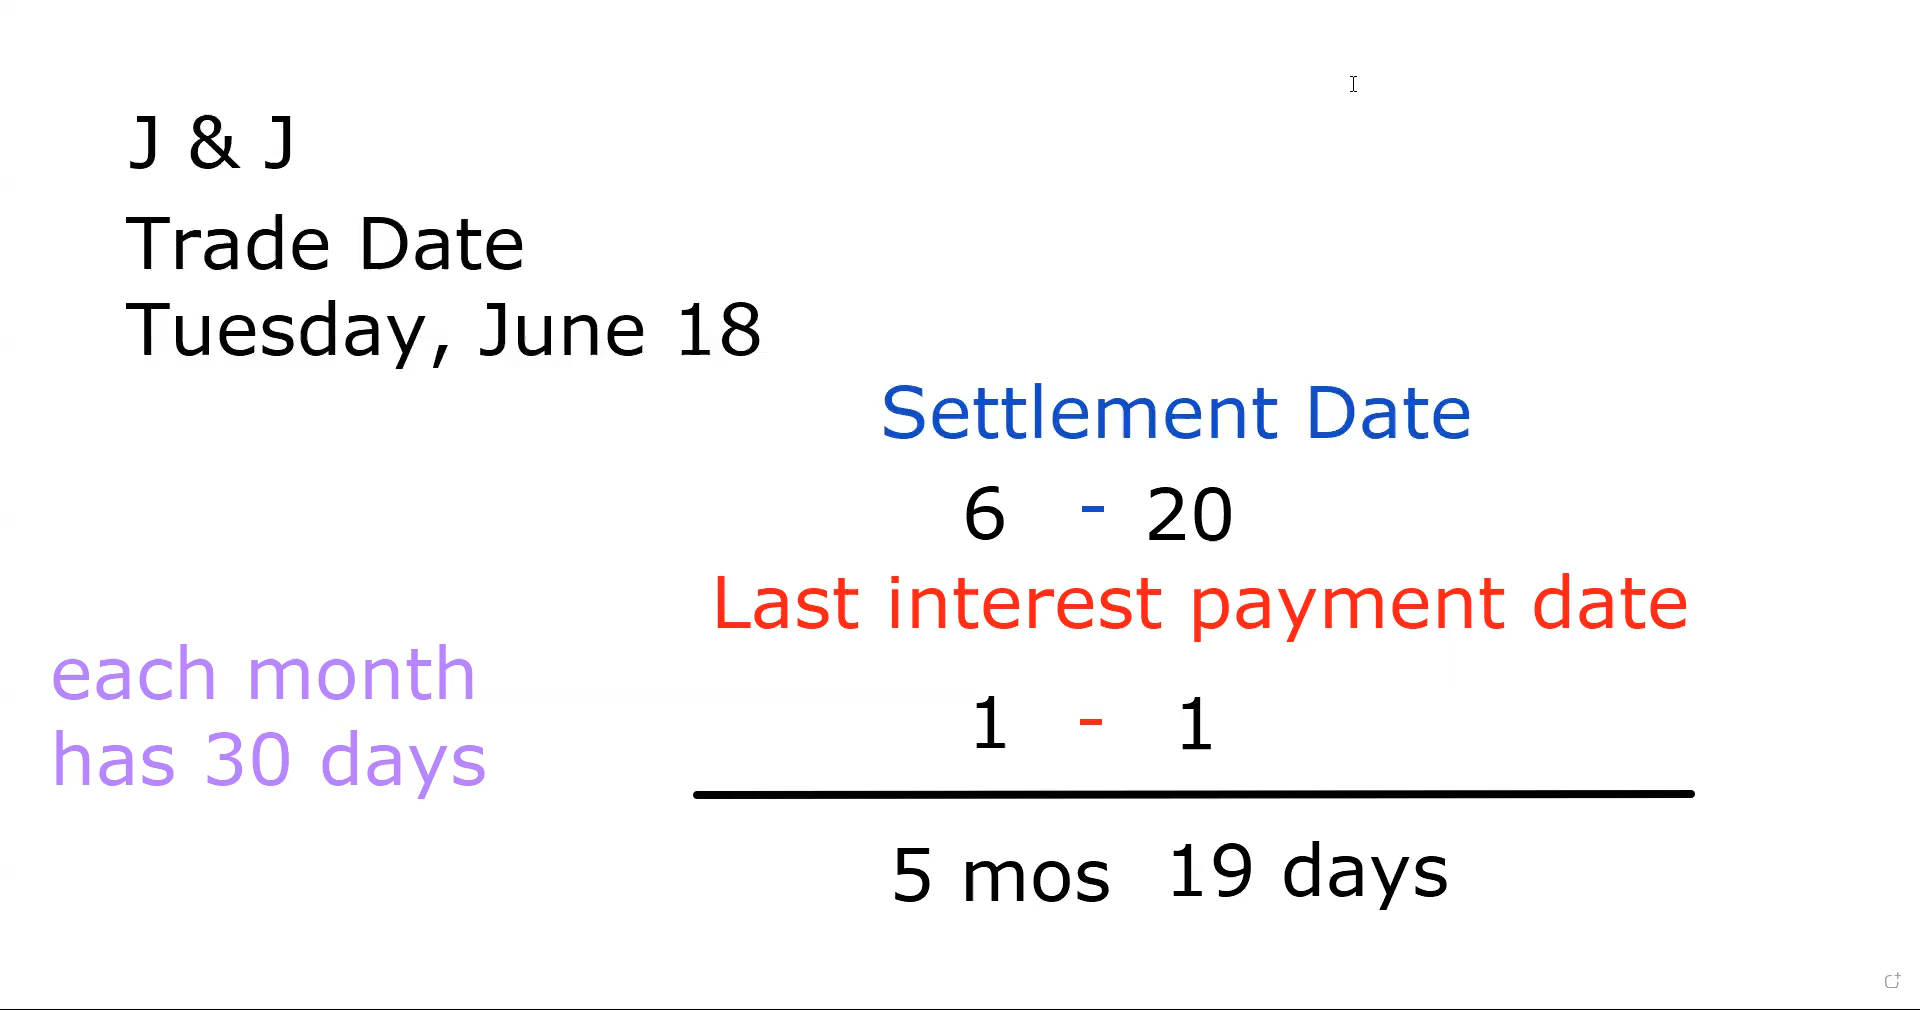 J & J
Trade Date
Tuesday, June 18
Settlement Date
6 - 20
Last interest payment date
each month
has 30 days
1 - 1
5 mos 19 days